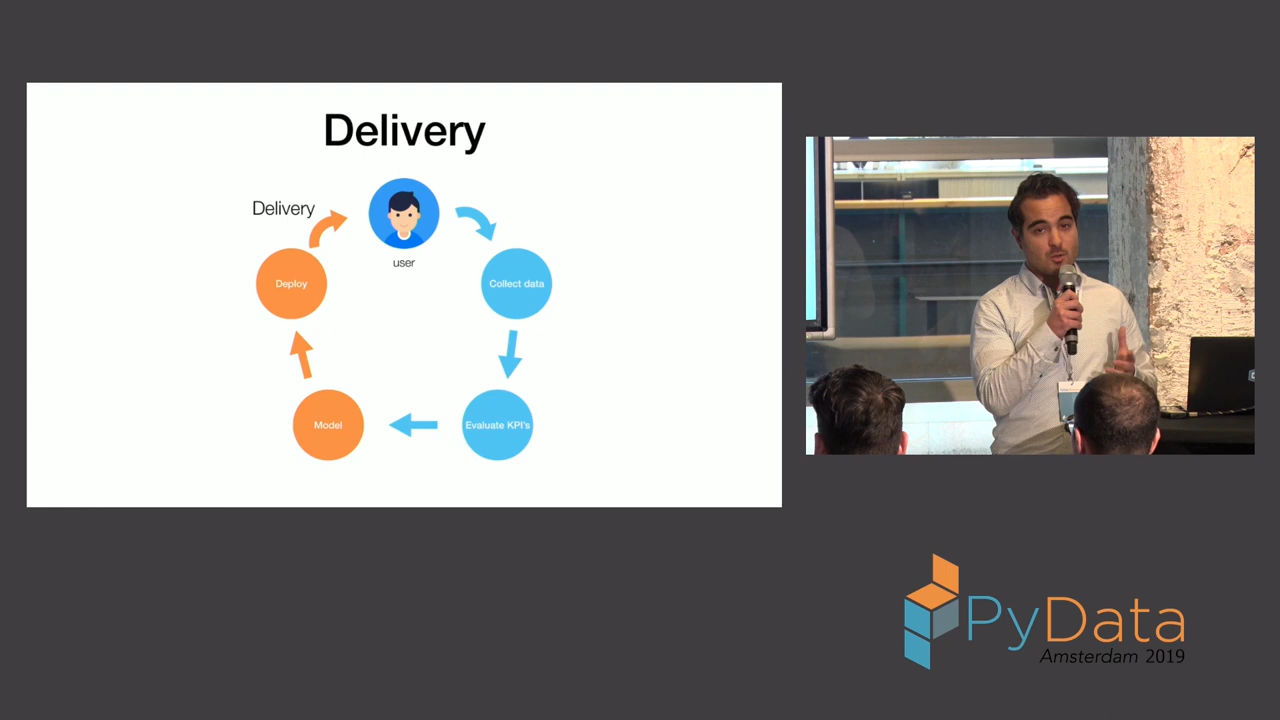 Delivery
Delivery
user
Deploy
Collect data
Model
Evaluate KPI's
PyData
Amsterdam 2019